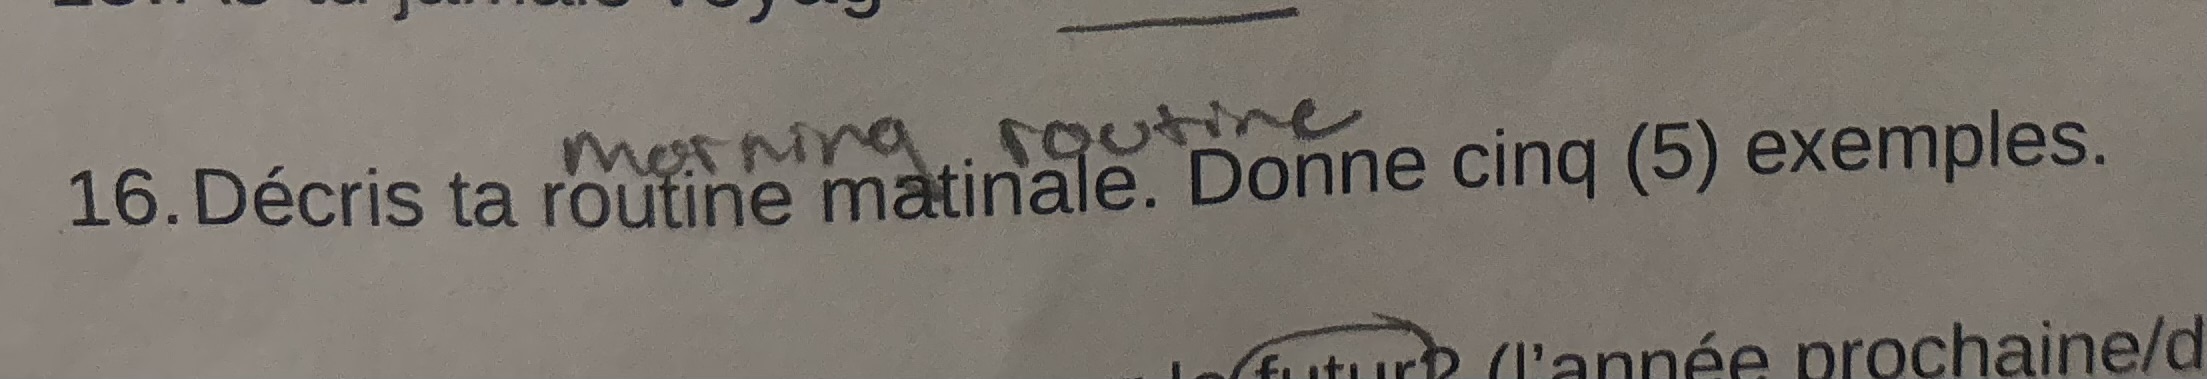 morning routine
16. Décris ta routine matinale. Donne cinq (5) exemples.
futur (l'année prochaine/d